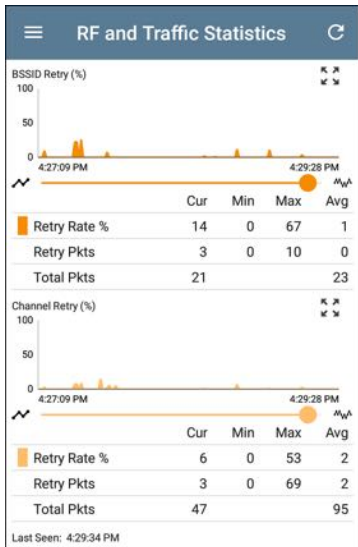 RF and Traffic Statistics
BSSID Retry (%)
100
50
0
4:27:09 PM 4:29:28 PM
Cur Min Max Avg
Retry Rate % 14 0 67 1
Retry Pkts 3 0 10 0
Total Pkts 21 23
Channel Retry (%)
100
50
0
4:27:09 PM 4:29:28 PM
Cur Min Max Avg
Retry Rate % 6 0 53 2
Retry Pkts 3 0 69 2
Total Pkts 47 95
Last Seen: 4:29:34 PM